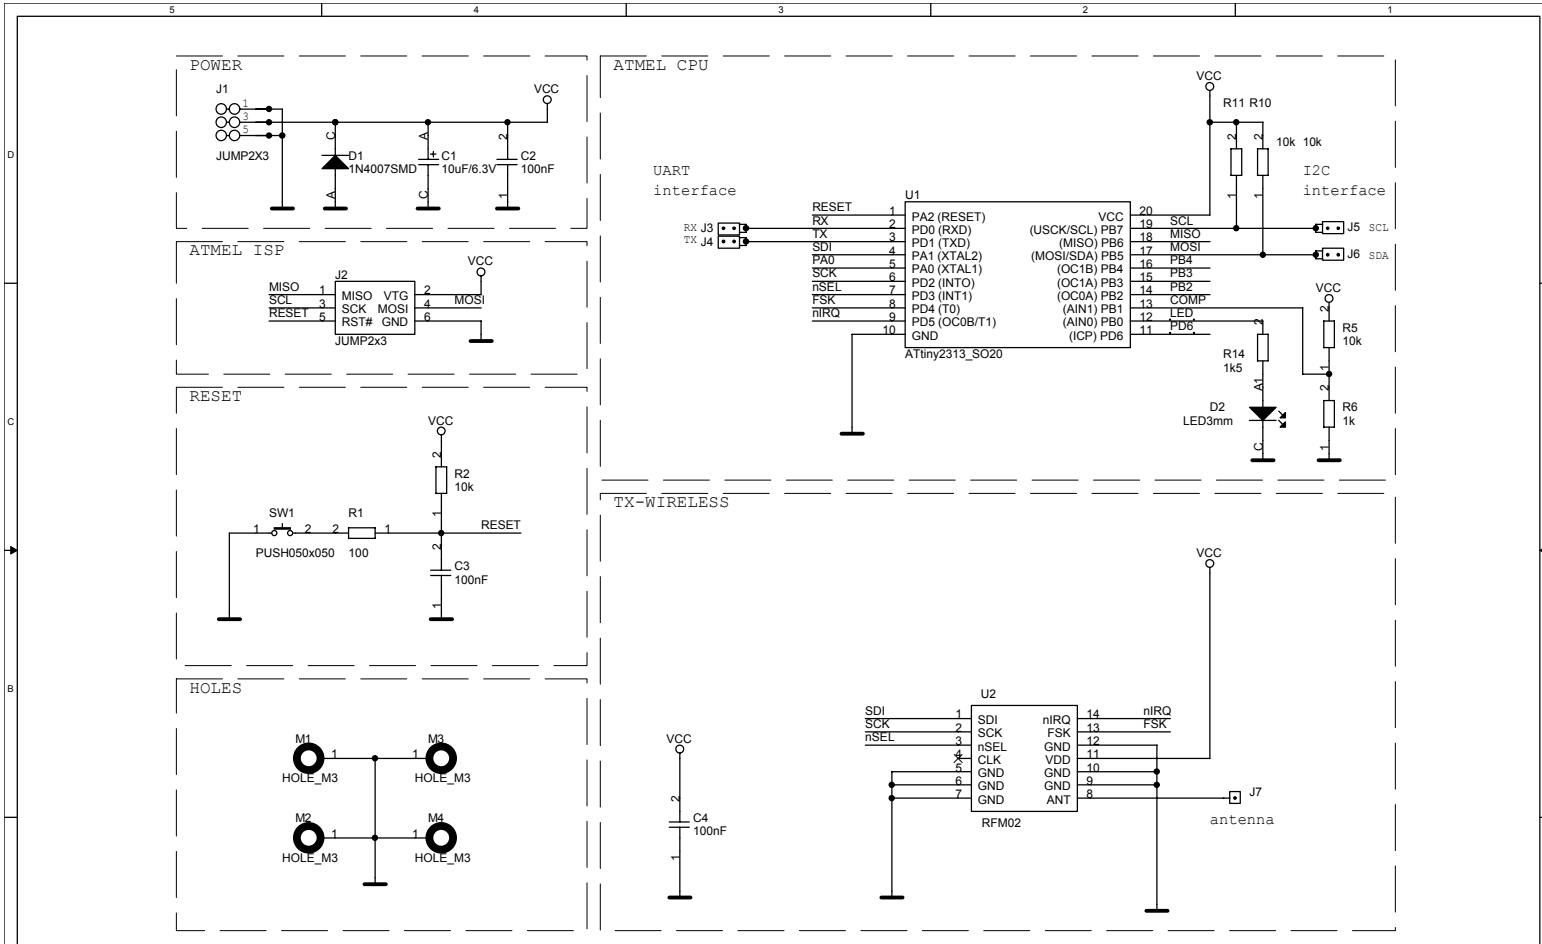 5 4 3 2 1
D
C
B
POWER
J1
1
3
5
JUMP2X3
VCC
C
D1
1N4007SMD
A
A
C1
10uF/6.3V
C
+
2
C2
100nF
1
ATMEL ISP
J2
MISO 1 MISO VTG 2 VCC
SCL 3 SCK MOSI 4 MOSI
RESET 5 RST# GND 6
JUMP2x3
RESET
VCC
2
R2
10k
1
SW1
1 2
PUSH050x050
R1
2 1
100
RESET
2
C3
100nF
1
HOLES
M1
1
HOLE_M3
M3
1
HOLE_M3
M2
1
HOLE_M3
M4
1
HOLE_M3
ATMEL CPU
VCC
R11 R10
2 2
10k 10k
1 1
UART
interface
I2C
interface
RX J3
TX J4
U1
RESET 1 PA2 (RESET) VCC 20
RX 2 PD0 (RXD) (USCK/SCL) PB7 19 SCL
TX 3 PD1 (TXD) (MISO) PB6 18 MISO
SDI 4 PA1 (XTAL2) (MOSI/SDA) PB5 17 MOSI
PA0 5 PA0 (XTAL1) (OC1B) PB4 16 PB4
SCK 6 PD2 (INTO) (OC1A) PB3 15 PB3
nSEL 7 PD3 (INT1) (OC0A) PB2 14 PB2
FSK 8 PD4 (T0) (AIN1) PB1 13 COMP
nIRQ 9 PD5 (OC0B/T1) (AIN0) PB0 12 LED
10 GND (ICP) PD6 11 PD6
ATtiny2313_SO20
J5 SCL
J6 SDA
VCC
2
R5
10k
1
2
R6
1k
1
2
R14
1k5
A1
D2
LED3mm
C
TX-WIRELESS
VCC
U2
SDI 1 SDI nIRQ 14 nIRQ
SCK 2 SCK FSK 13 FSK
nSEL 3 nSEL GND 12
4 CLK VDD 11
5 GND GND 10
6 GND GND 9
7 GND ANT 8
RFM02
J7
antenna
VCC
2
C4
100nF
1